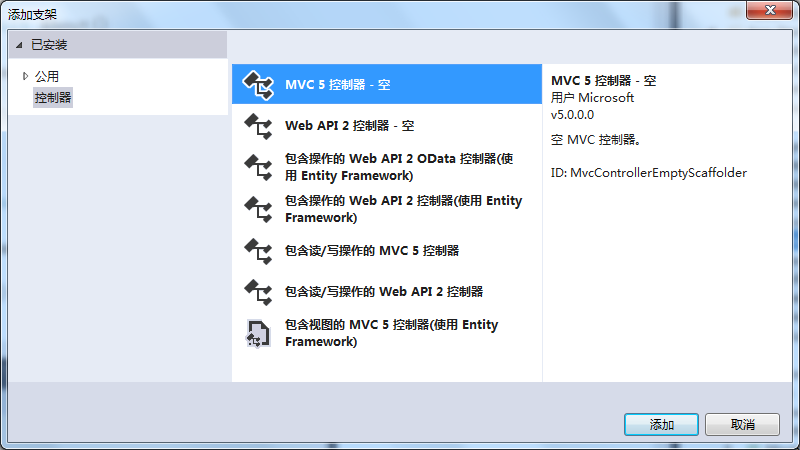 添加支架
已安装
公用
控制器
MVC 5 控制器 - 空
Web API 2 控制器 - 空
包含操作的 Web API 2 OData 控制器(使
用 Entity Framework)
包含操作的 Web API 2 控制器(使用 Entity
Framework)
包含读/写操作的 MVC 5 控制器
包含读/写操作的 Web API 2 控制器
包含视图的 MVC 5 控制器(使用 Entity
Framework)
MVC 5 控制器 - 空
用户 Microsoft
v5.0.0.0
空 MVC 控制器。
ID: MvcControllerEmptyScaffolder
添加
取消